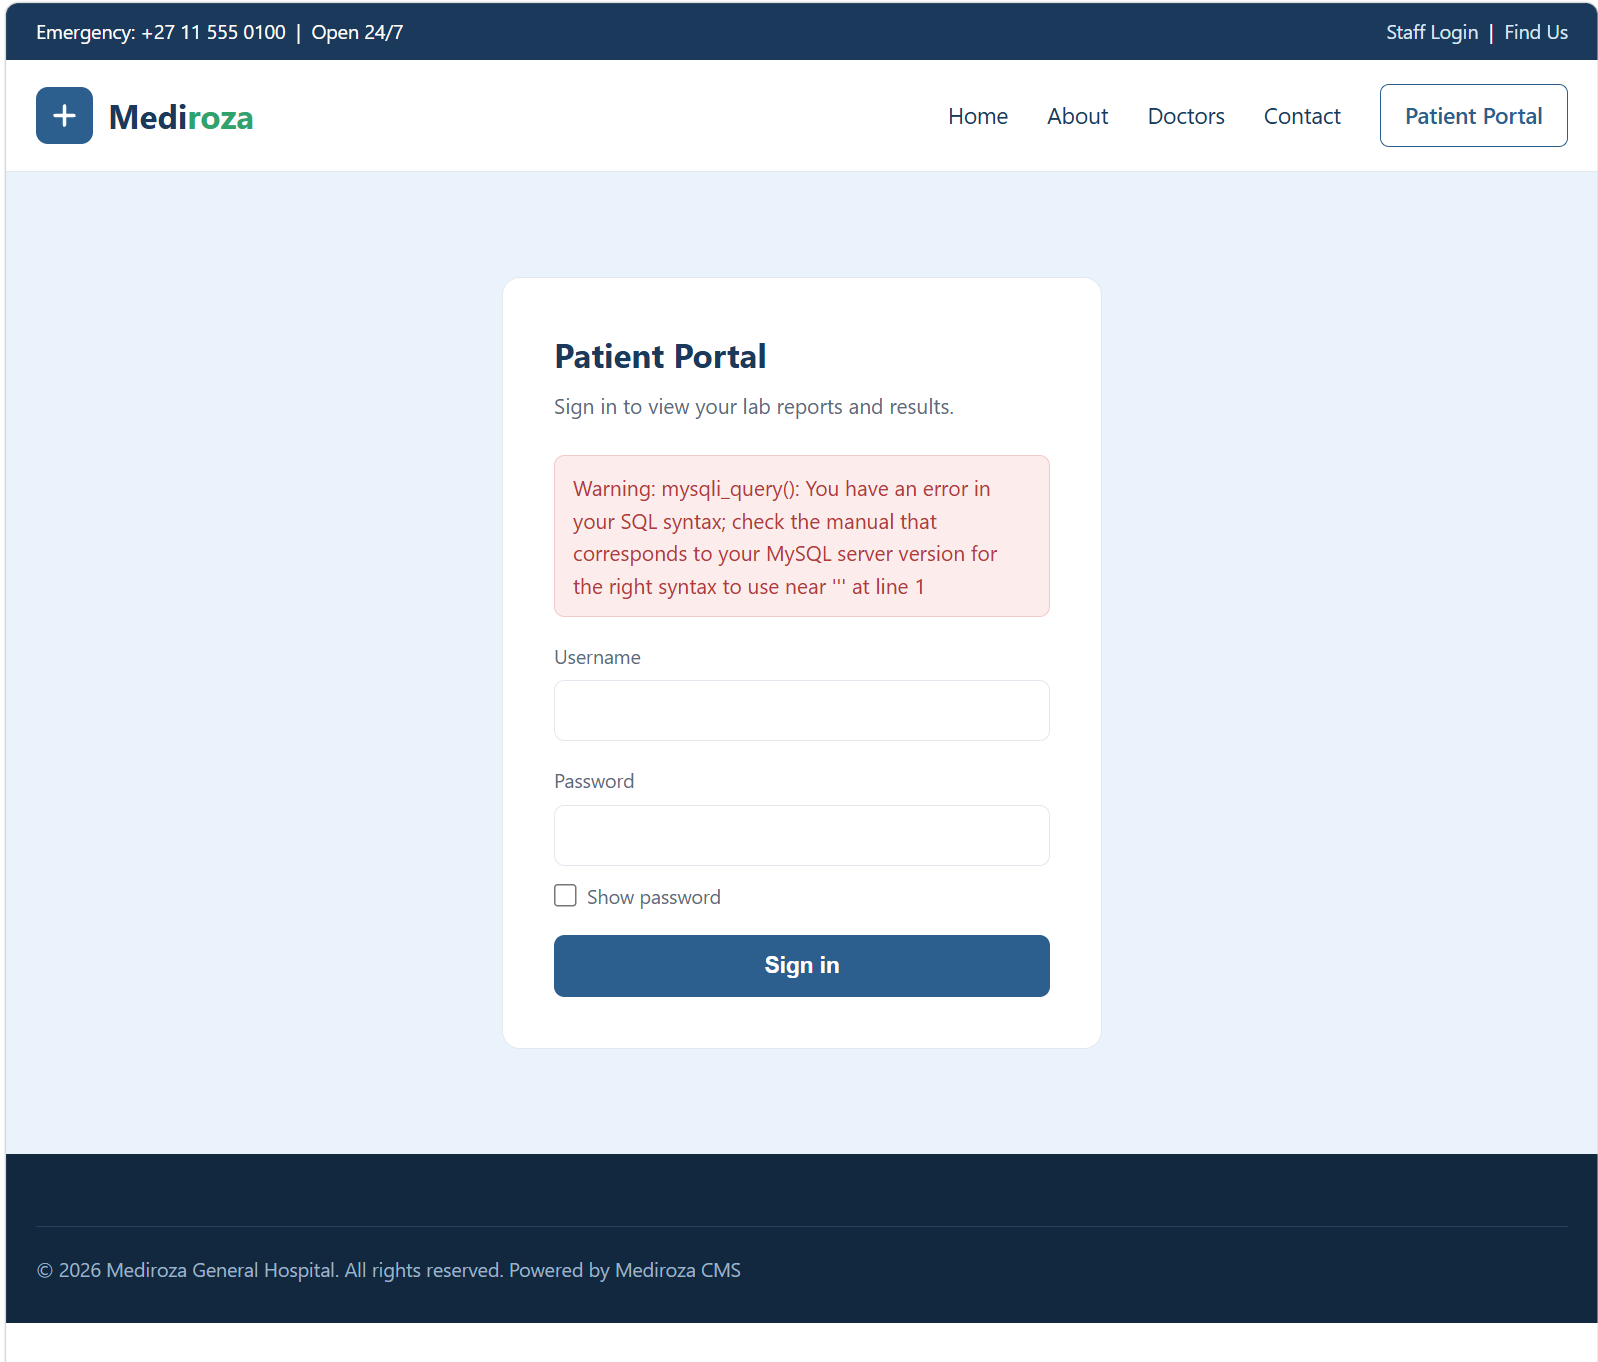 Emergency: +27 11 555 0100 | Open 24/7
Staff Login | Find Us
Mediroza
Home
About
Doctors
Contact
Patient Portal
Patient Portal
Sign in to view your lab reports and results.
Warning: mysqli_query(): You have an error in
your SQL syntax; check the manual that
corresponds to your MySQL server version for
the right syntax to use near ''' at line 1
Username
Password
Show password
Sign in
© 2026 Mediroza General Hospital. All rights reserved. Powered by Mediroza CMS